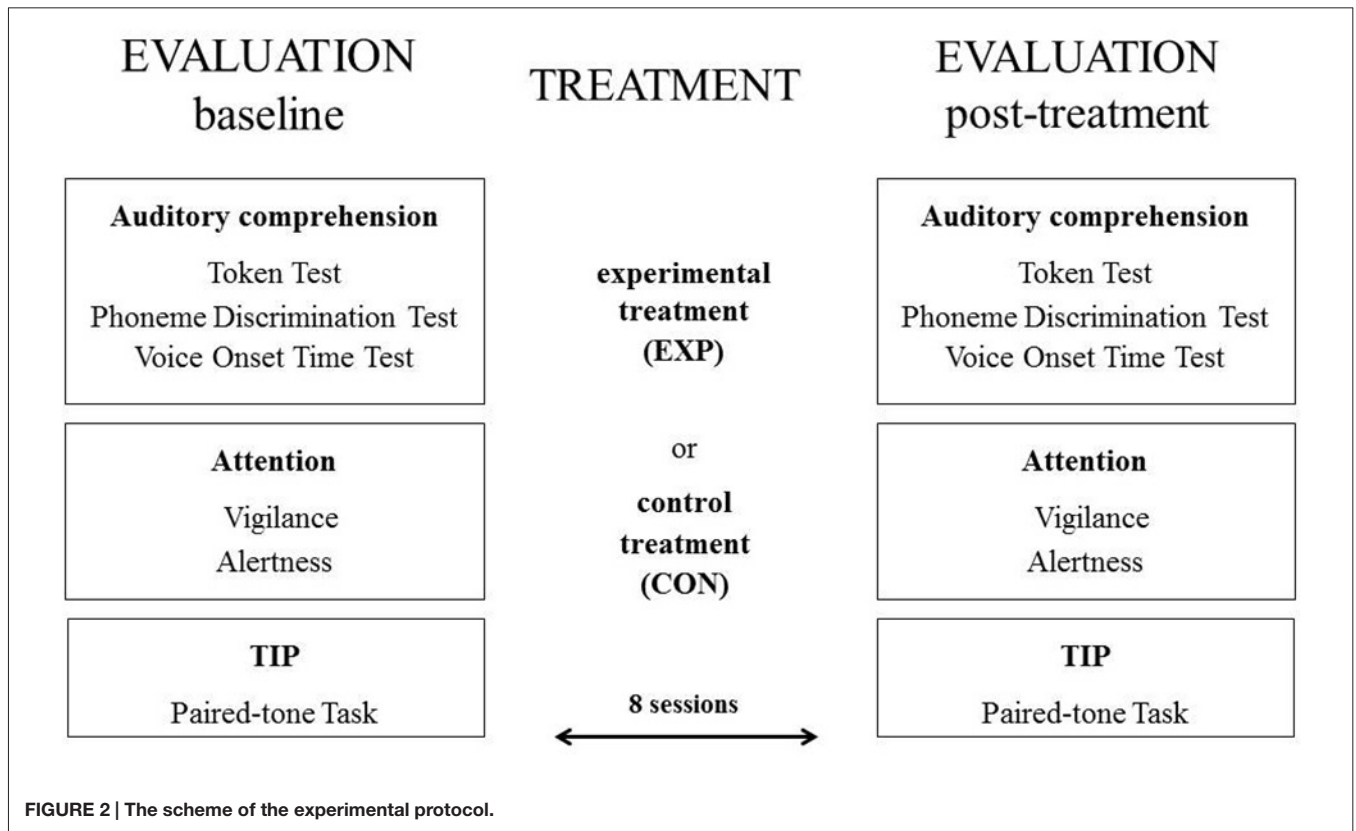 EVALUATION
baseline
Auditory comprehension
Token Test
Phoneme Discrimination Test
Voice Onset Time Test
Attention
Vigilance
Alertness
TIP
Paired-tone Task
TREATMENT
experimental
treatment
(EXP)
or
control
treatment
(CON)
8 sessions
EVALUATION
post-treatment
Auditory comprehension
Token Test
Phoneme Discrimination Test
Voice Onset Time Test
Attention
Vigilance
Alertness
TIP
Paired-tone Task
FIGURE 2 | The scheme of the experimental protocol.